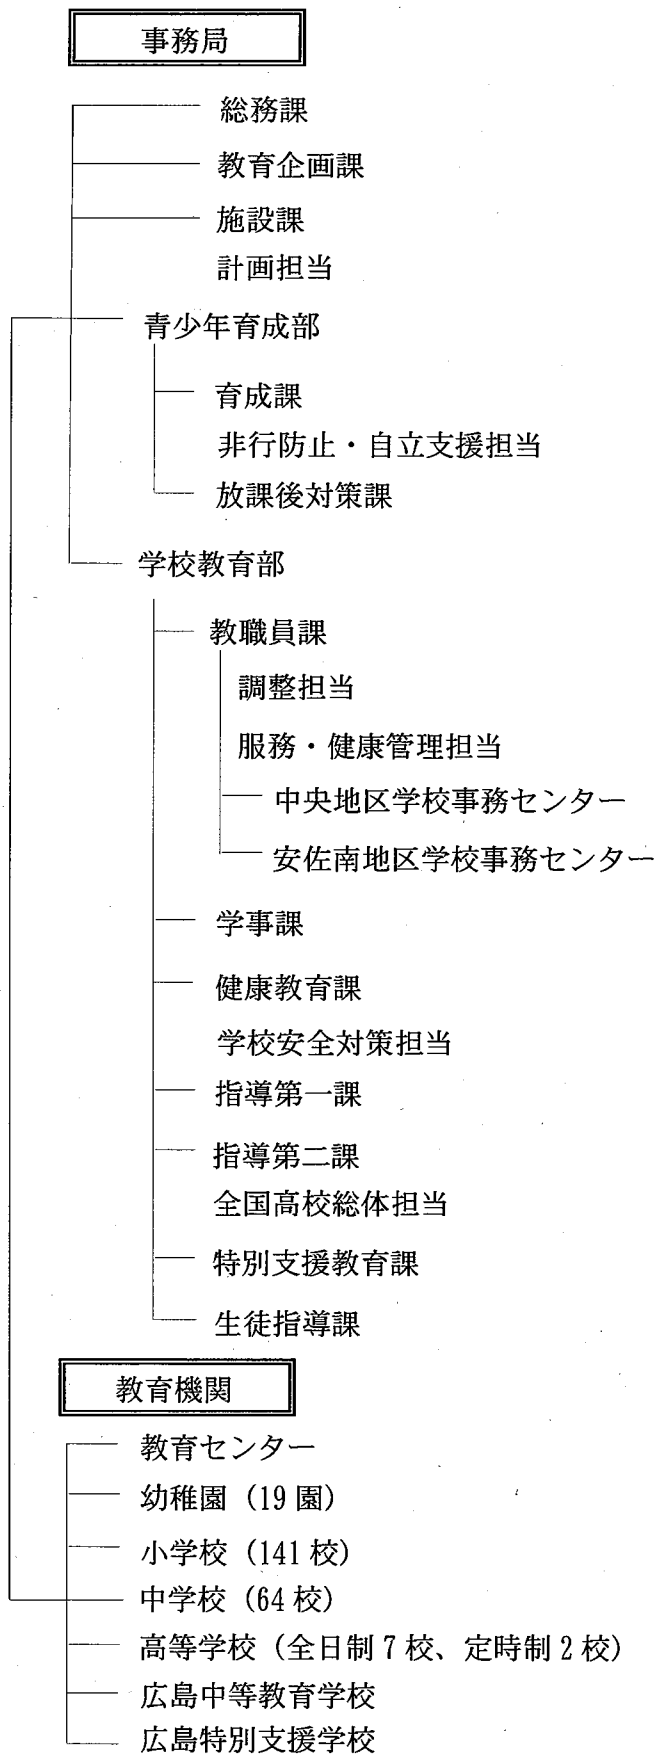 事務局
総務課
教育企画課
施設課
計画担当
青少年育成部
育成課
非行防止・自立支援担当
放課後対策課
学校教育部
教職員課
調整担当
服務・健康管理担当
中央地区学校事務センター
安佐南地区学校事務センター
学事課
健康教育課
学校安全対策担当
指導第一課
指導第二課
全国高校総体担当
特別支援教育課
生徒指導課
教育機関
教育センター
幼稚園（19園）
小学校（141校）
中学校（64校）
高等学校（全日制7校、定時制2校）
広島中等教育学校
広島特別支援学校